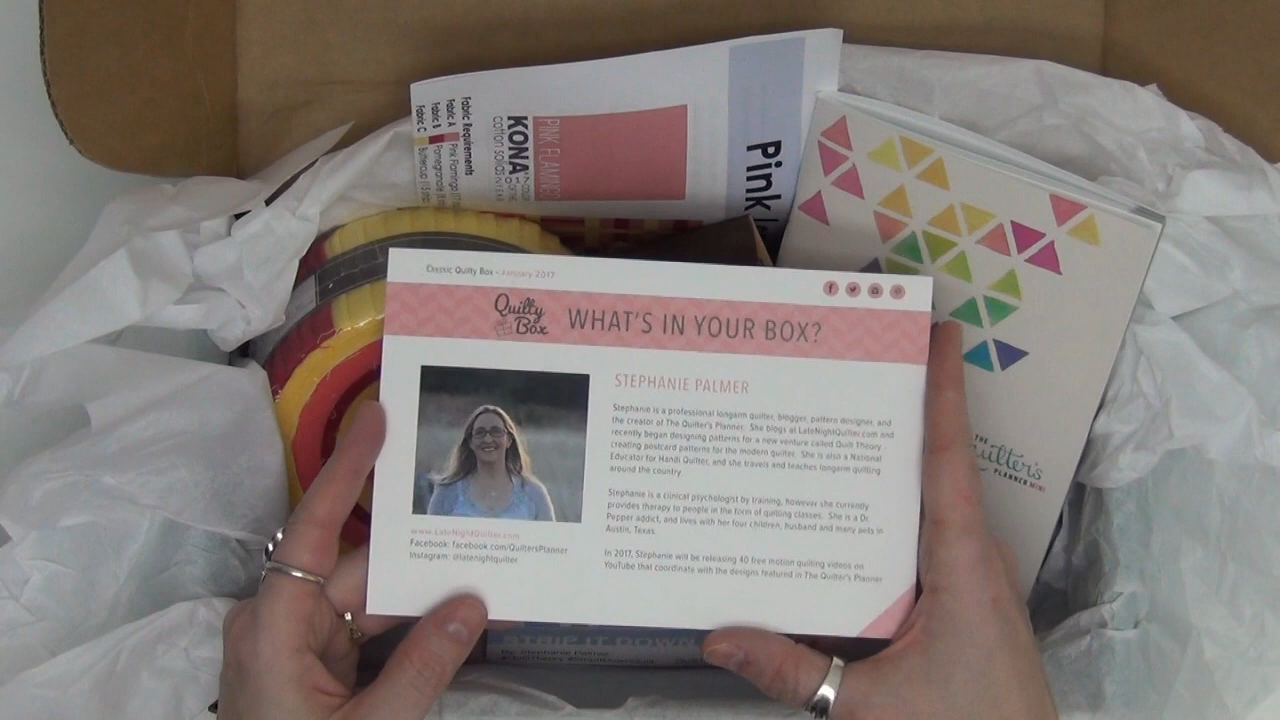 Pink
PINK FLAMINGO
KONA
cotton solids
Fabric Requirements
Fabric A Pink Flamingo
Fabric B Pomegranate
Fabric C Buttercup
Classic Quilty Box - January 2017
Quilty
Box
WHAT'S IN YOUR BOX?
STEPHANIE PALMER
Stephanie is a professional longarm quilter, blogger, pattern designer, and
the creator of The Quilter's Planner. She blogs at LateNightQuilter.com and
recently began designing patterns for a new venture called Quilt Theory
creating postcard patterns for the modern quilter. She is also a National
Educator for Handi Quilter, and she travels and teaches longarm quilting
around the country.
Stephanie is a clinical psychologist by training, however she currently
provides therapy to people in the form of quilting classes. She is a Dr.
Pepper addict, and lives with her four children, husband and many pets in
Austin, Texas.
In 2017, Stephanie will be releasing 40 free motion quilting videos on
YouTube that coordinate with the designs featured in The Quilter's Planner
www.LateNightQuilter.com
Facebook: facebook.com/QuiltersPlanner
Instagram: @latenightquilter
THE
Quilter's
PLANNER MINI
STRIP IT DOWN
By: Stephanie Palmer